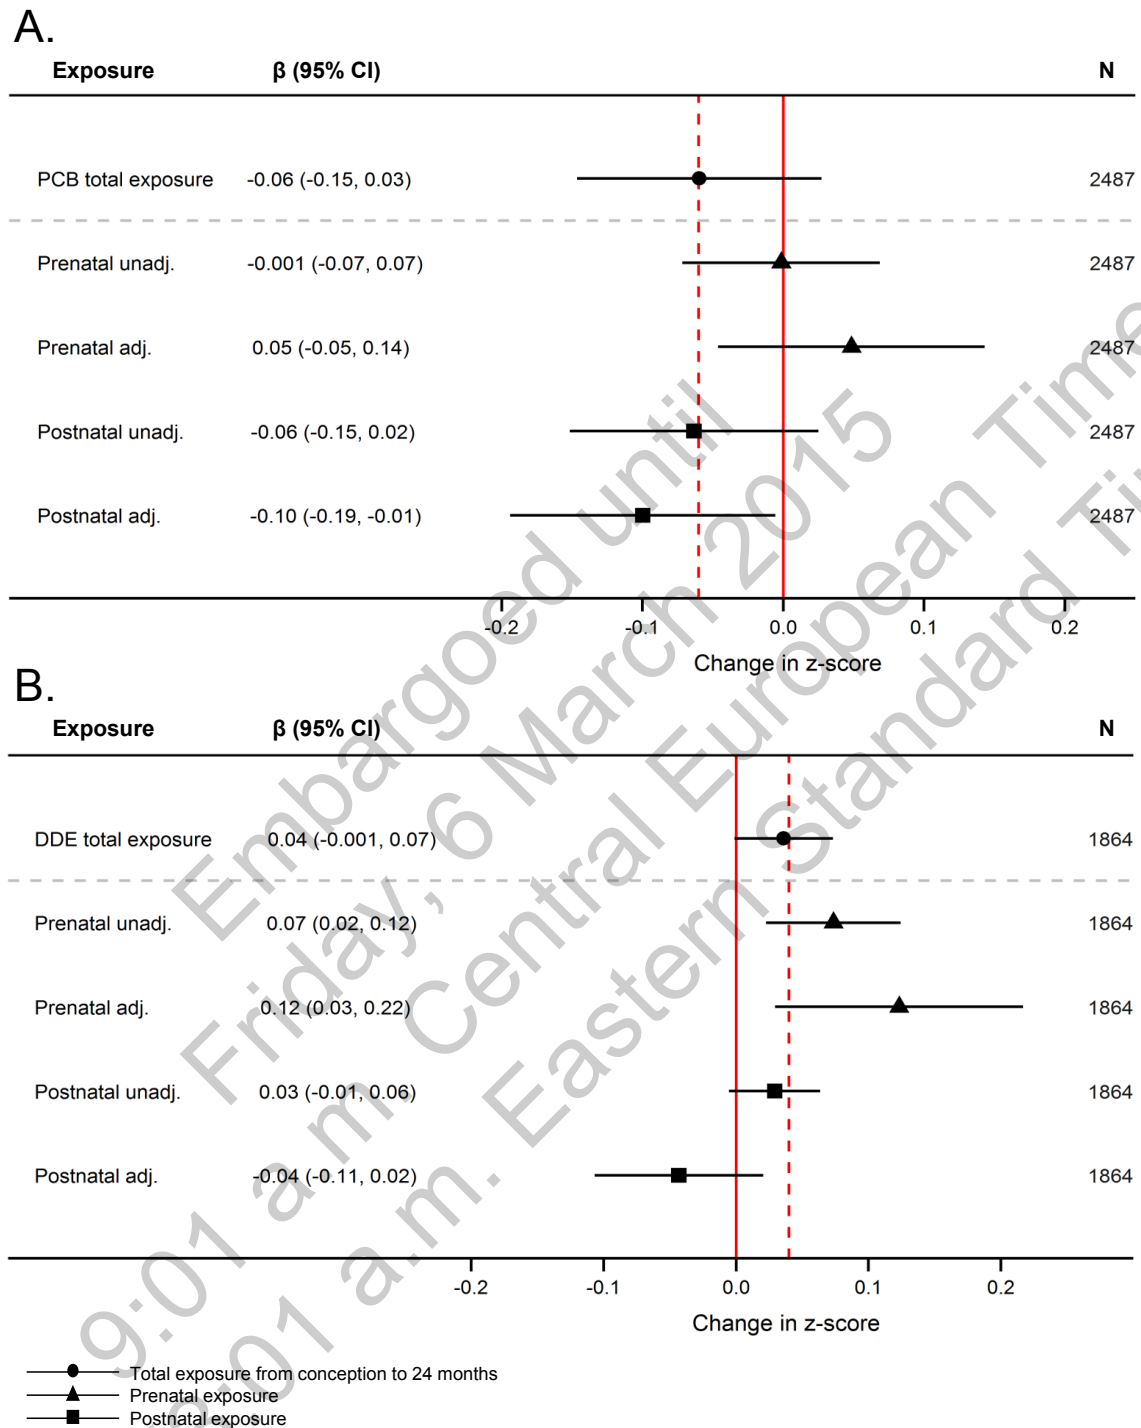 A.
Exposure β (95% CI) N
PCB total exposure -0.06 (-0.15, 0.03) 2487
Prenatal unadj. -0.001 (-0.07, 0.07) 2487
Prenatal adj. 0.05 (-0.05, 0.14) 2487
Postnatal unadj. -0.06 (-0.15, 0.02) 2487
Postnatal adj. -0.10 (-0.19, -0.01) 2487
-0.2 -0.1 0.0 0.1 0.2
Change in z-score
B.
Exposure β (95% CI) N
DDE total exposure 0.04 (-0.001, 0.07) 1864
Prenatal unadj. 0.07 (0.02, 0.12) 1864
Prenatal adj. 0.12 (0.03, 0.22) 1864
Postnatal unadj. 0.03 (-0.01, 0.06) 1864
Postnatal adj. -0.04 (-0.11, 0.02) 1864
-0.2 -0.1 0.0 0.1 0.2
Change in z-score
Total exposure from conception to 24 months
Prenatal exposure
Postnatal exposure
Embargoed until
Friday, 6 March 2015
9:01 a.m. Central European Time
:01 a.m. Eastern Standard